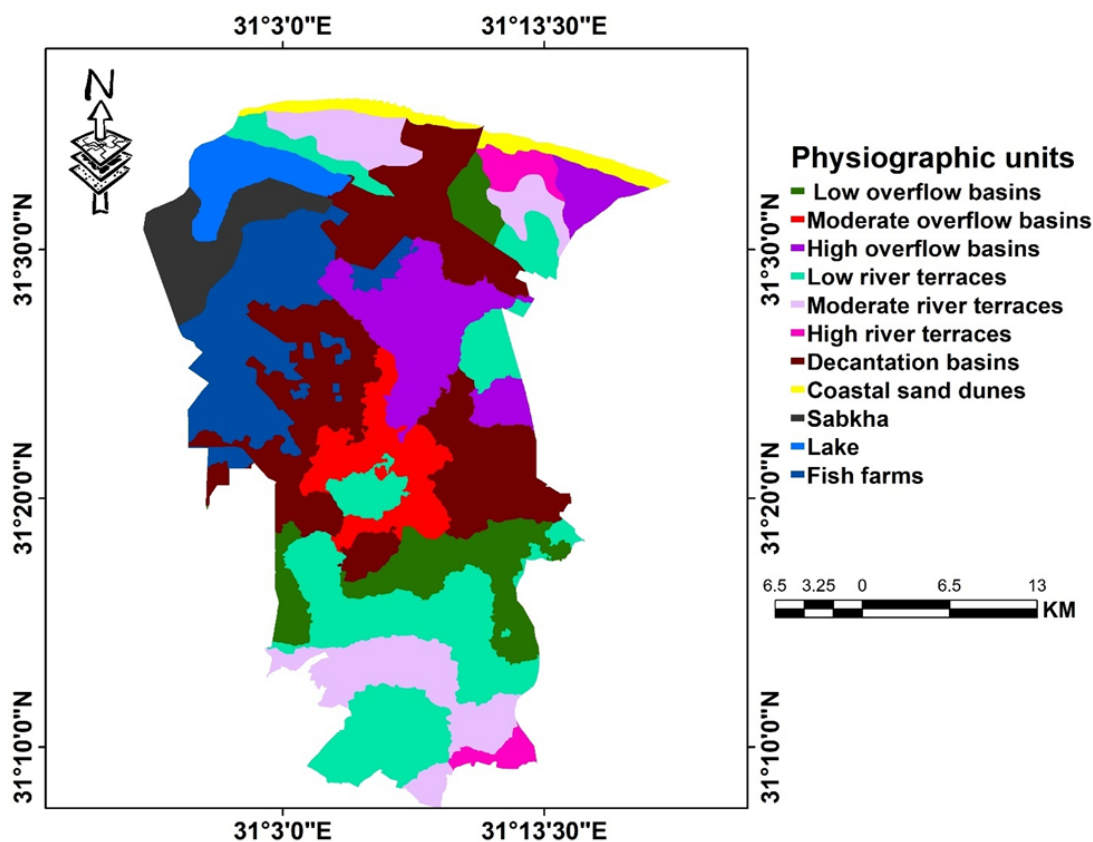 31°3'0"E 31°13'30"E
N
31°30'0"N 31°30'0"N
31°20'0"N 31°20'0"N
31°10'0"N 31°10'0"N
31°3'0"E 31°13'30"E
Physiographic units
Low overflow basins
Moderate overflow basins
High overflow basins
Low river terraces
Moderate river terraces
High river terraces
Decantation basins
Coastal sand dunes
Sabkha
Lake
Fish farms
6.5 3.25 0 6.5 13
KM